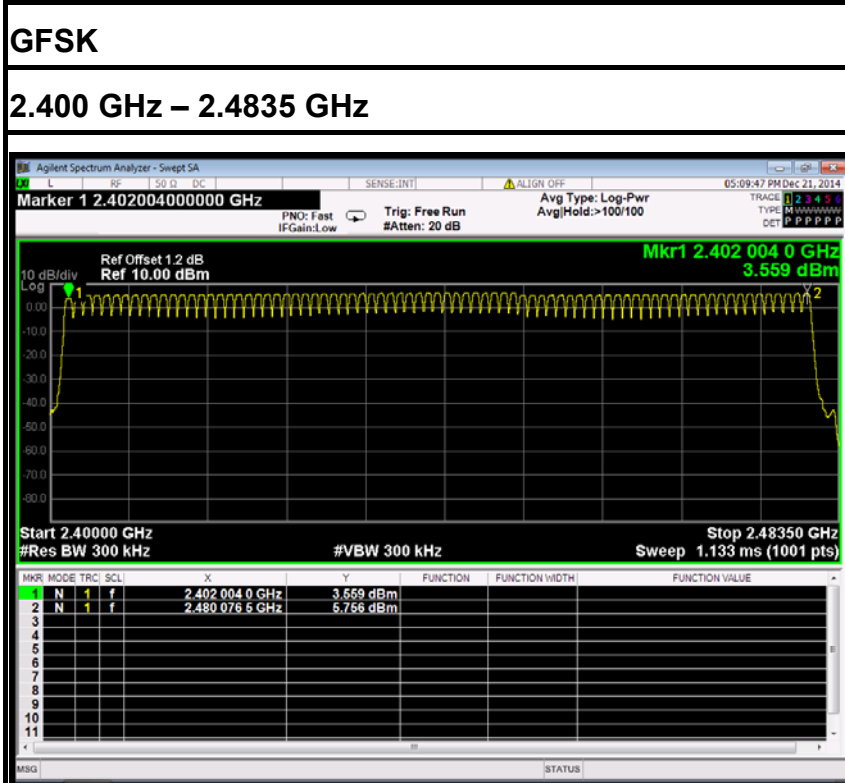 GFSK
2.400 GHz – 2.4835 GHz
Agilent Spectrum Analyzer - Swept SA
L RF 50 Ω DC SENSE:INT ALIGN OFF 05:09:47 PM Dec 21, 2014
Marker 1 2.402004000000 GHz
PNO: Fast
IFGain:Low
Trig: Free Run
#Atten: 20 dB
Avg Type: Log-Pwr
Avg|Hold:>100/100
TRACE 1 2 3 4 5 6
TYPE M WWWWW
DET P P P P P P
Mkr1 2.402 004 0 GHz
3.559 dBm
Ref Offset 1.2 dB
10 dB/div Ref 10.00 dBm
Log
1
2
0.00
-10.0
-20.0
-30.0
-40.0
-50.0
-60.0
-70.0
-80.0
Start 2.40000 GHz Stop 2.48350 GHz
#Res BW 300 kHz #VBW 300 kHz Sweep 1.133 ms (1001 pts)
MKR MODE TRC SCL X Y FUNCTION FUNCTION WIDTH FUNCTION VALUE
1 N 1 f 2.402 004 0 GHz 3.559 dBm
2 N 1 f 2.480 076 5 GHz 5.756 dBm
3
4
5
6
7
8
9
10
11
MSG STATUS